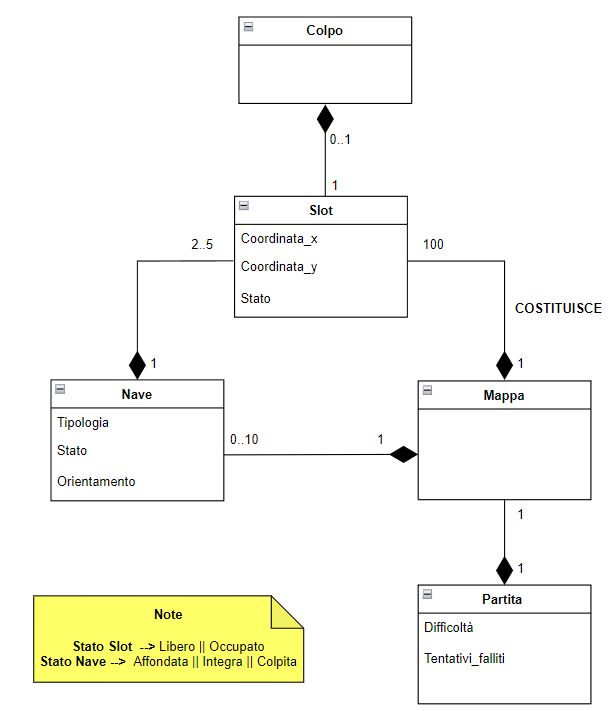 Colpo
0..1
1
Slot
Coordinata_x
Coordinata_y
Stato
2..5
100
COSTITUISCE
1
1
Nave
Tipologia
Stato
Orientamento
Mappa
0..10
1
1
1
Partita
Difficoltà
Tentativi_falliti
Note
Stato Slot --> Libero || Occupato
Stato Nave --> Affondata || Integra || Colpita